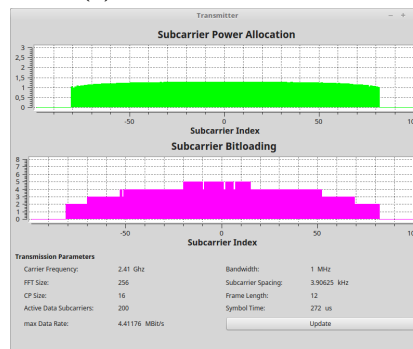 Transmitter
Subcarrier Power Allocation
3
2,5
2
1,5
1
0,5
0
-50 0 50 10
Subcarrier Index
Subcarrier Bitloading
8
7
6
5
4
3
2
1
0
-50 0 50 10
Subcarrier Index
Transmission Parameters
Carrier Frequency: 2.41 Ghz Bandwidth: 1 MHz
FFT Size: 256 Subcarrier Spacing: 3.90625 kHz
CP Size: 16 Frame Length: 12
Active Data Subcarriers: 200 Symbol Time: 272 us
max Data Rate: 4.41176 MBit/s Update